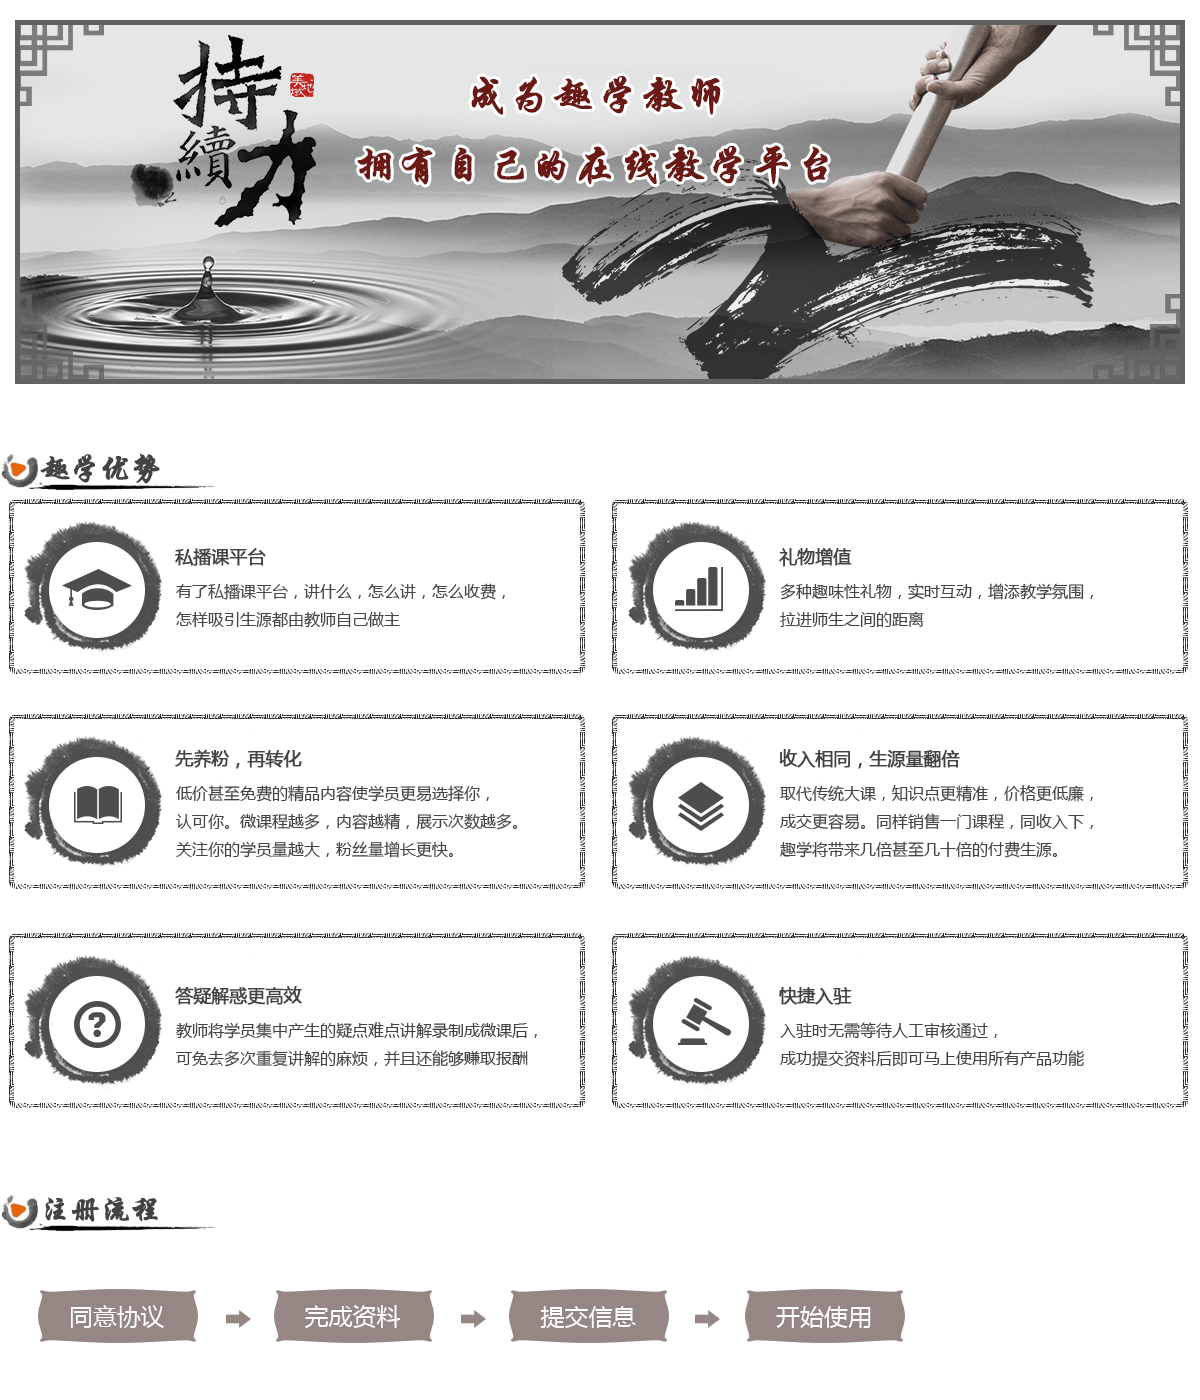 持續力
美域
成为趣学教师
拥有自己的在线教学平台
趣学优势
私播课平台
有了私播课平台，讲什么，怎么讲，怎么收费，
怎样吸引生源都由教师自己做主
礼物增值
多种趣味性礼物，实时互动，增添教学氛围，
拉进师生之间的距离
先养粉，再转化
低价甚至免费的精品内容使学员更易选择你，
认可你。微课程越多，内容越精，展示次数越多。
关注你的学员量越大，粉丝量增长更快。
收入相同，生源量翻倍
取代传统大课，知识点更精准，价格更低廉，
成交更容易。同样销售一门课程，同收入下，
趣学将带来几倍甚至几十倍的付费生源。
答疑解惑更高效
教师将学员集中产生的疑点难点讲解录制成微课后，
可免去多次重复讲解的麻烦，并且还能够赚取报酬
快捷入驻
入驻时无需等待人工审核通过，
成功提交资料后即可马上使用所有产品功能
注册流程
同意协议
完成资料
提交信息
开始使用